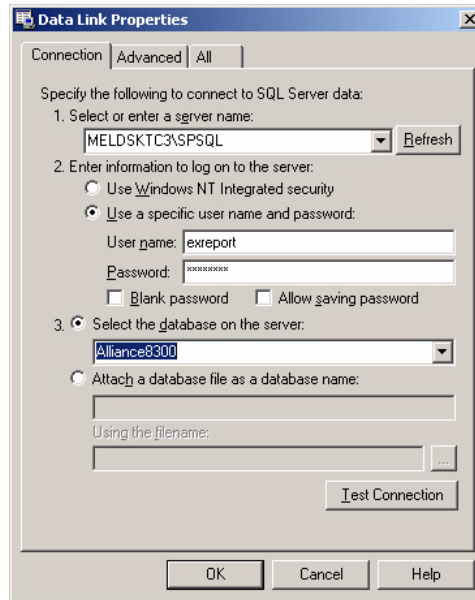 Data Link Properties
Connection Advanced All
Specify the following to connect to SQL Server data:
1. Select or enter a server name:
MELDSKTC3\SPSQL Refresh
2. Enter information to log on to the server:
Use Windows NT Integrated security
Use a specific user name and password:
User name: exreport
Password: ××××××××
Blank password Allow saving password
3. Select the database on the server:
Alliance8300
Attach a database file as a database name:
Using the filename:
...
Test Connection
OK Cancel Help